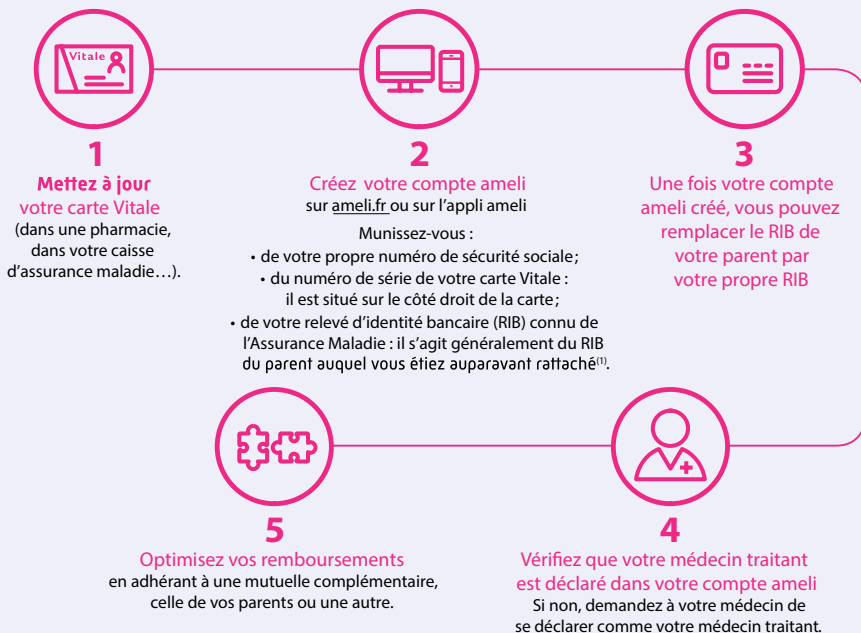 Vitale
1
Mettez à jour
votre carte Vitale
(dans une pharmacie,
dans votre caisse
d'assurance maladie…).
2
Créez votre compte ameli
sur ameli.fr ou sur l'appli ameli
Munissez-vous :
• de votre propre numéro de sécurité sociale ;
• du numéro de série de votre carte Vitale :
il est situé sur le côté droit de la carte ;
• de votre relevé d'identité bancaire (RIB) connu de
l'Assurance Maladie : il s'agit généralement du RIB
du parent auquel vous étiez auparavant rattaché(1).
3
Une fois votre compte
ameli créé, vous pouvez
remplacer le RIB de
votre parent par
votre propre RIB
4
Vérifiez que votre médecin traitant
est déclaré dans votre compte ameli
Si non, demandez à votre médecin de
se déclarer comme votre médecin traitant.
5
Optimisez vos remboursements
en adhérant à une mutuelle complémentaire,
celle de vos parents ou une autre.